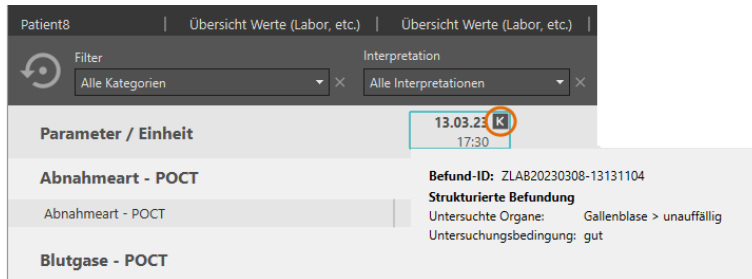 Patient8 | Übersicht Werte (Labor, etc.) | Übersicht Werte (Labor, etc.) |
Filter Interpretation
Alle Kategorien Alle Interpretationen
Parameter / Einheit 13.03.23 K
17:30
Abnahmeart - POCT
Befund-ID: ZLAB20230308-13131104
Strukturierte Befundung
Abnahmeart - POCT
Untersuchte Organe: Gallenblase > unauffällig
Untersuchungsbedingung: gut
Blutgase - POCT